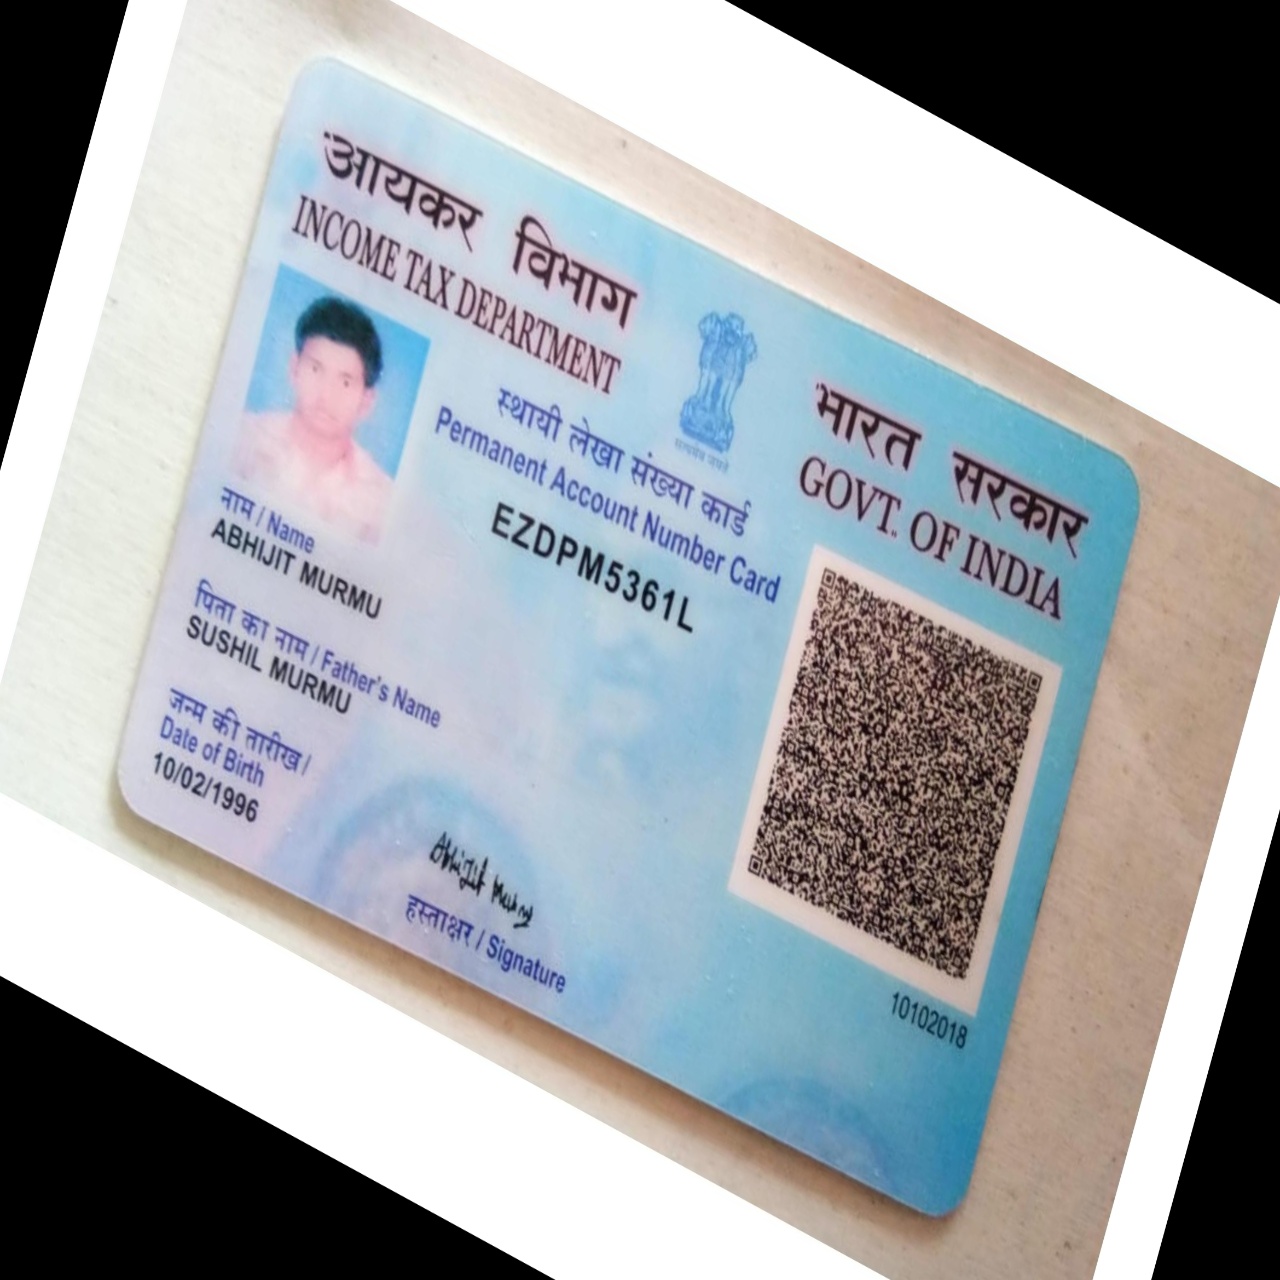 आयकर विभाग
INCOME TAX DEPARTMENT
सत्यमेव जयते
भारत सरकार
GOVT. OF INDIA
स्थायी लेखा संख्या कार्ड
Permanent Account Number Card
EZDPM5361L
नाम / Name
ABHIJIT MURMU
पिता का नाम / Father's Name
SUSHIL MURMU
जन्म की तारीख /
Date of Birth
10/02/1996
Abhijit Murmu
हस्ताक्षर / Signature
10102018